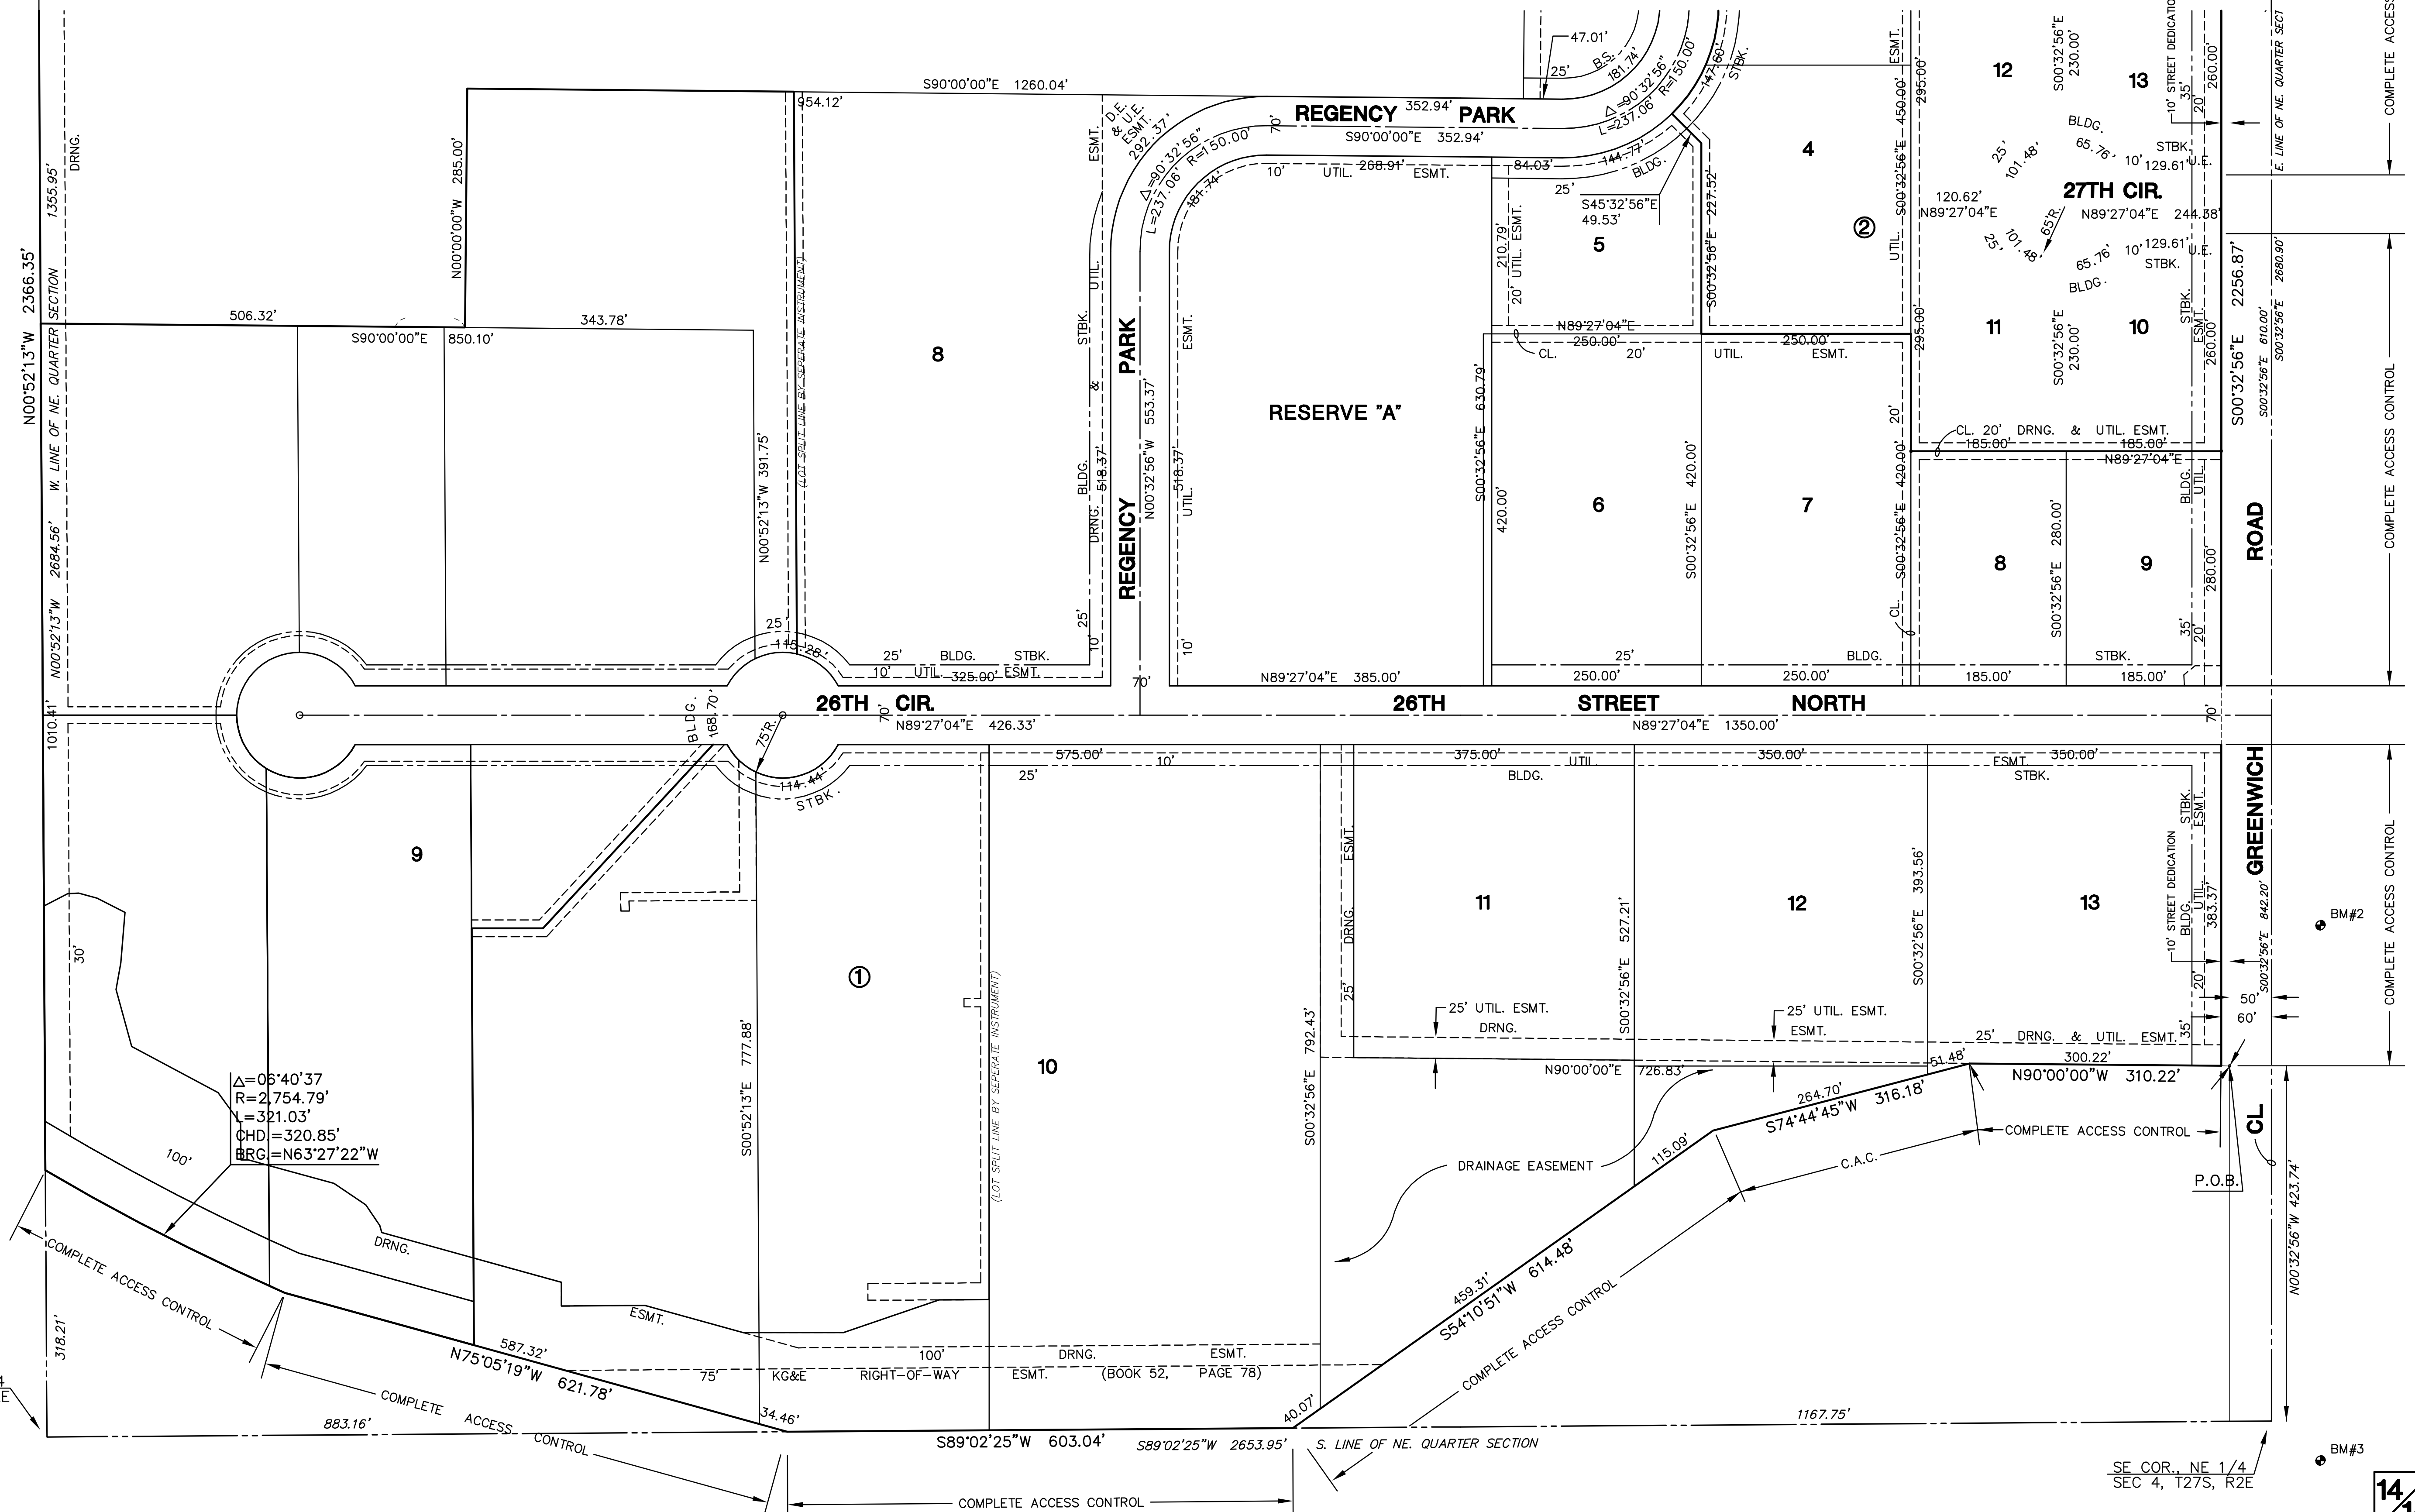 S90°00'00"E 1260.04'
954.12'
N00°00'00"W 285.00'
N00°52'13"W 2366.35'
1355.95'
DRNG.
W. LINE OF NE. QUARTER SECTION
N00°52'13"W 2684.56'
1010.41'
506.32'
S90°00'00"E 850.10'
343.78'
N00°52'13"W 391.75'
(LOT SPLIT LINE BY SEPERATE INSTRUMENT)
8
ESMT.
UTIL.
&
DRNG.
STBK.
BLDG.
518.37'
25'
10'
D.E.
& U.E.
ESMT.
292.37'
△=90°32'56"
L=237.06' R=150.00'
181.74'
70'
REGENCY PARK
352.94'
S90°00'00"E 352.94'
268.91'
10' UTIL. ESMT.
84.03'
144.77'
BLDG.
25'
47.01'
25'
B.S.
181.74'
△=90°32'56"
L=237.06' R=150.00'
147.60'
STBK.
S45°32'56"E
49.53'
REGENCY PARK
N00°32'56"W 553.37'
518.37'
ESMT.
UTIL.
10'
RESERVE "A"
S00°32'56"E 630.79'
420.00'
210.79'
20' UTIL. ESMT.
5
S00°32'56"E 227.52'
N89°27'04"E
250.00'
CL. 20' UTIL. ESMT.
250.00'
4
②
ESMT.
UTIL.
S00°32'56"E 450.00'
295.00'
295.00'
20'
6
S00°32'56"E 420.00'
7
S00°32'56"E 420.00'
CL.
12
S00°32'56"E
230.00'
13
10' STREET DEDICATION
35'
20'
260.00'
BLDG.
65.76'
STBK.
10' U.E.
129.61'
25'
101.48'
27TH CIR.
120.62'
N89°27'04"E
N89°27'04"E 244.38'
65'R.
25'
101.48'
65.76'
BLDG.
129.61'
10' U.E.
STBK.
11
S00°32'56"E
230.00'
10
STBK.
ESMT.
260.00'
CL. 20' DRNG. & UTIL. ESMT.
185.00'
185.00'
N89°27'04"E
BLDG.
UTIL.
8
S00°32'56"E 280.00'
9
280.00'
35'
20'
S00°32'56"E 2256.87'
S00°32'56"E 610.00'
S00°32'56"E 2680.90'
E. LINE OF NE. QUARTER SECT
COMPLETE ACCESS
COMPLETE ACCESS CONTROL
COMPLETE ACCESS CONTROL
ROAD
25'
115.28'
25' BLDG. STBK.
10' UTIL. ESMT.
325.00'
70'
N89°27'04"E 385.00'
25' BLDG. STBK.
250.00'
250.00'
185.00'
185.00'
26TH CIR.
70'
N89°27'04"E 426.33'
26TH STREET NORTH
N89°27'04"E 1350.00'
70'
BLDG.
168.70'
75'R.
114.44'
STBK.
575.00'
10'
25'
375.00'
UTIL.
BLDG.
350.00'
ESMT.
STBK.
350.00'
9
①
10
11
12
13
30'
S00°52'13"E 777.88'
(LOT SPLIT LINE BY SEPERATE INSTRUMENT)
S00°32'56"E 792.43'
ESMT.
DRNG.
25'
S00°32'56"E 527.21'
S00°32'56"E 393.56'
10' STREET DEDICATION
STBK.
ESMT.
BLDG.
UTIL.
383.37'
20'
35'
GREENWICH
S00°32'56"E 842.20'
COMPLETE ACCESS CONTROL
BM#2
50'
60'
25' UTIL. ESMT.
DRNG.
25' UTIL. ESMT.
ESMT.
25' DRNG. & UTIL. ESMT.
N90°00'00"E 726.83'
51.48'
300.22'
N90°00'00"W 310.22'
264.70'
S74°44'45"W 316.18'
115.09'
C.A.C.
COMPLETE ACCESS CONTROL
CL
P.O.B.
N00°32'56"W 423.74'
DRAINAGE EASEMENT
△=06°40'37
R=2,754.79'
L=321.03'
CHD.=320.85'
BRG.=N63°27'22"W
100'
DRNG.
ESMT.
COMPLETE ACCESS CONTROL
318.21'
587.32'
N75°05'19"W 621.78'
COMPLETE ACCESS CONTROL
34.46'
883.16'
100' DRNG. ESMT.
75' KG&E RIGHT-OF-WAY ESMT. (BOOK 52, PAGE 78)
40.07'
459.31'
S54°10'51"W 614.48'
COMPLETE ACCESS CONTROL
1167.75'
S89°02'25"W 603.04'
S89°02'25"W 2653.95'
S. LINE OF NE. QUARTER SECTION
COMPLETE ACCESS CONTROL
SE COR., NE 1/4
SEC 4, T27S, R2E
BM#3
14